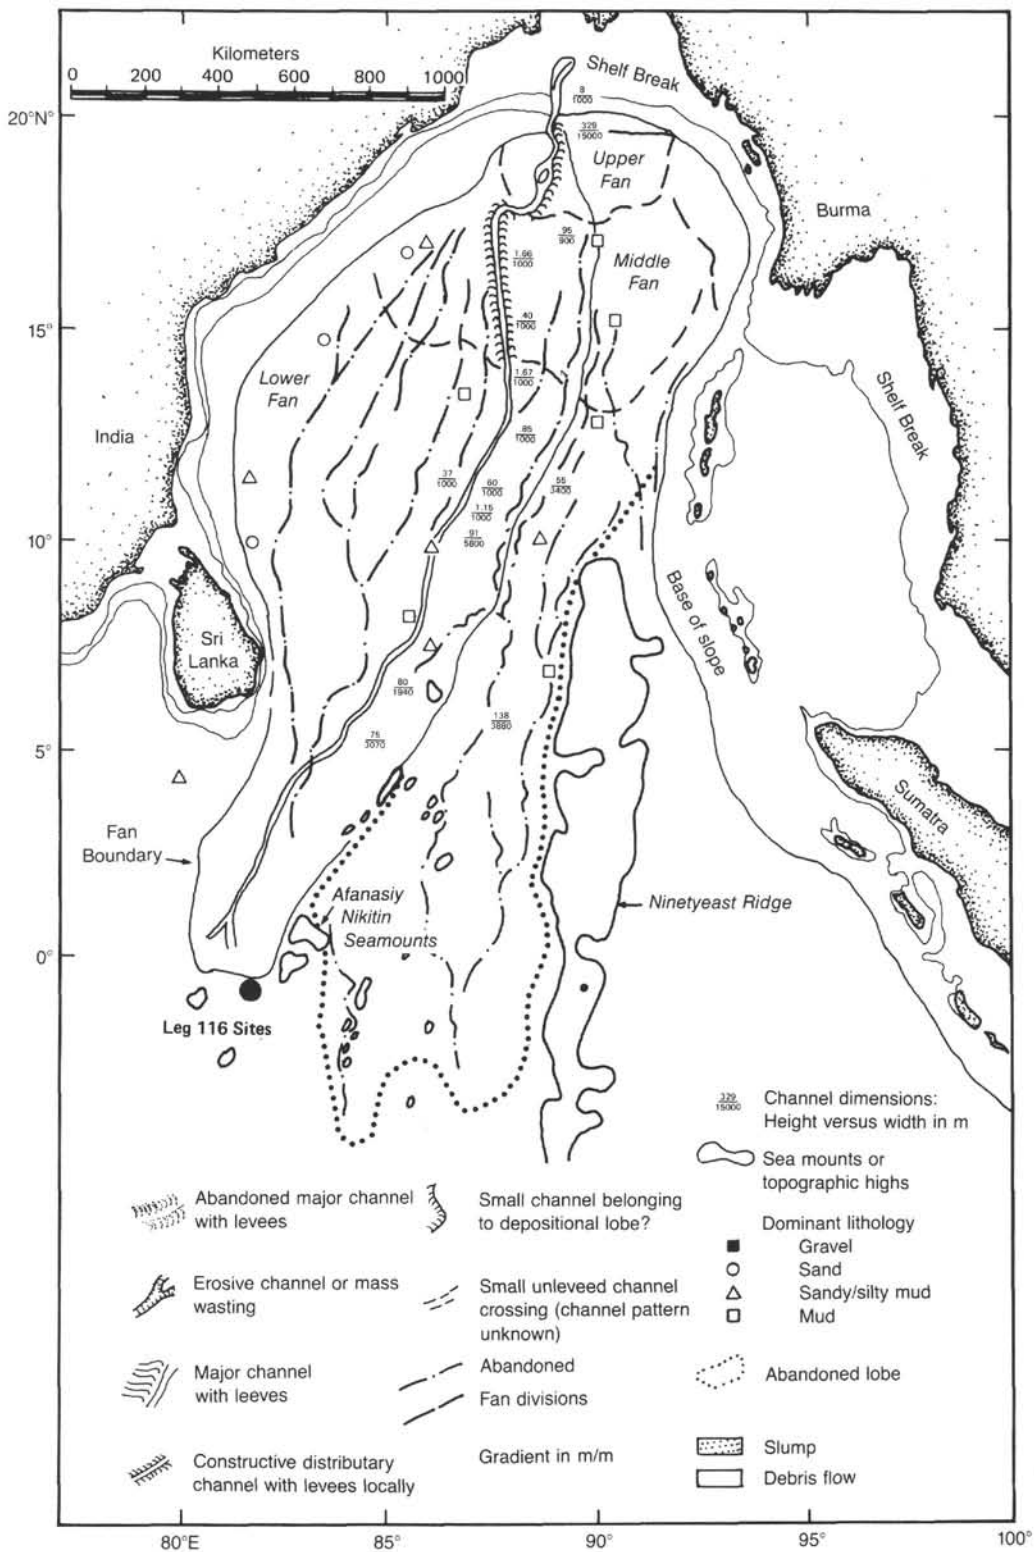 Kilometers
0 200 400 600 800 1000
Shelf Break
8
1000
20°N
329
15000
Upper
Fan
Burma
.95
900
Middle
Fan
1.66
1000
15°
.40
1000
Lower
Fan
1.67
1000
Shelf Break
India
.85
1000
.37
1000
.60
1000
55
3400
1.15
1000
91
5800
10°
Base of slope
Sri
Lanka
80
1940
138
3880
75
3070
5°
Sumatra
Fan
Boundary
Afanasiy
Nikitin
Seamounts
Ninetyeast Ridge
0°
Leg 116 Sites
329
15000
Channel dimensions:
Height versus width in m
Sea mounts or
topographic highs
Abandoned major channel
with levees
Small channel belonging
to depositional lobe?
Dominant lithology
Gravel
Sand
Sandy/silty mud
Mud
Erosive channel or mass
wasting
Small unleveed channel
crossing (channel pattern
unknown)
Major channel
with leeves
Abandoned
Fan divisions
Abandoned lobe
Constructive distributary
channel with levees locally
Gradient in m/m
Slump
Debris flow
80°E 85° 90° 95° 100°